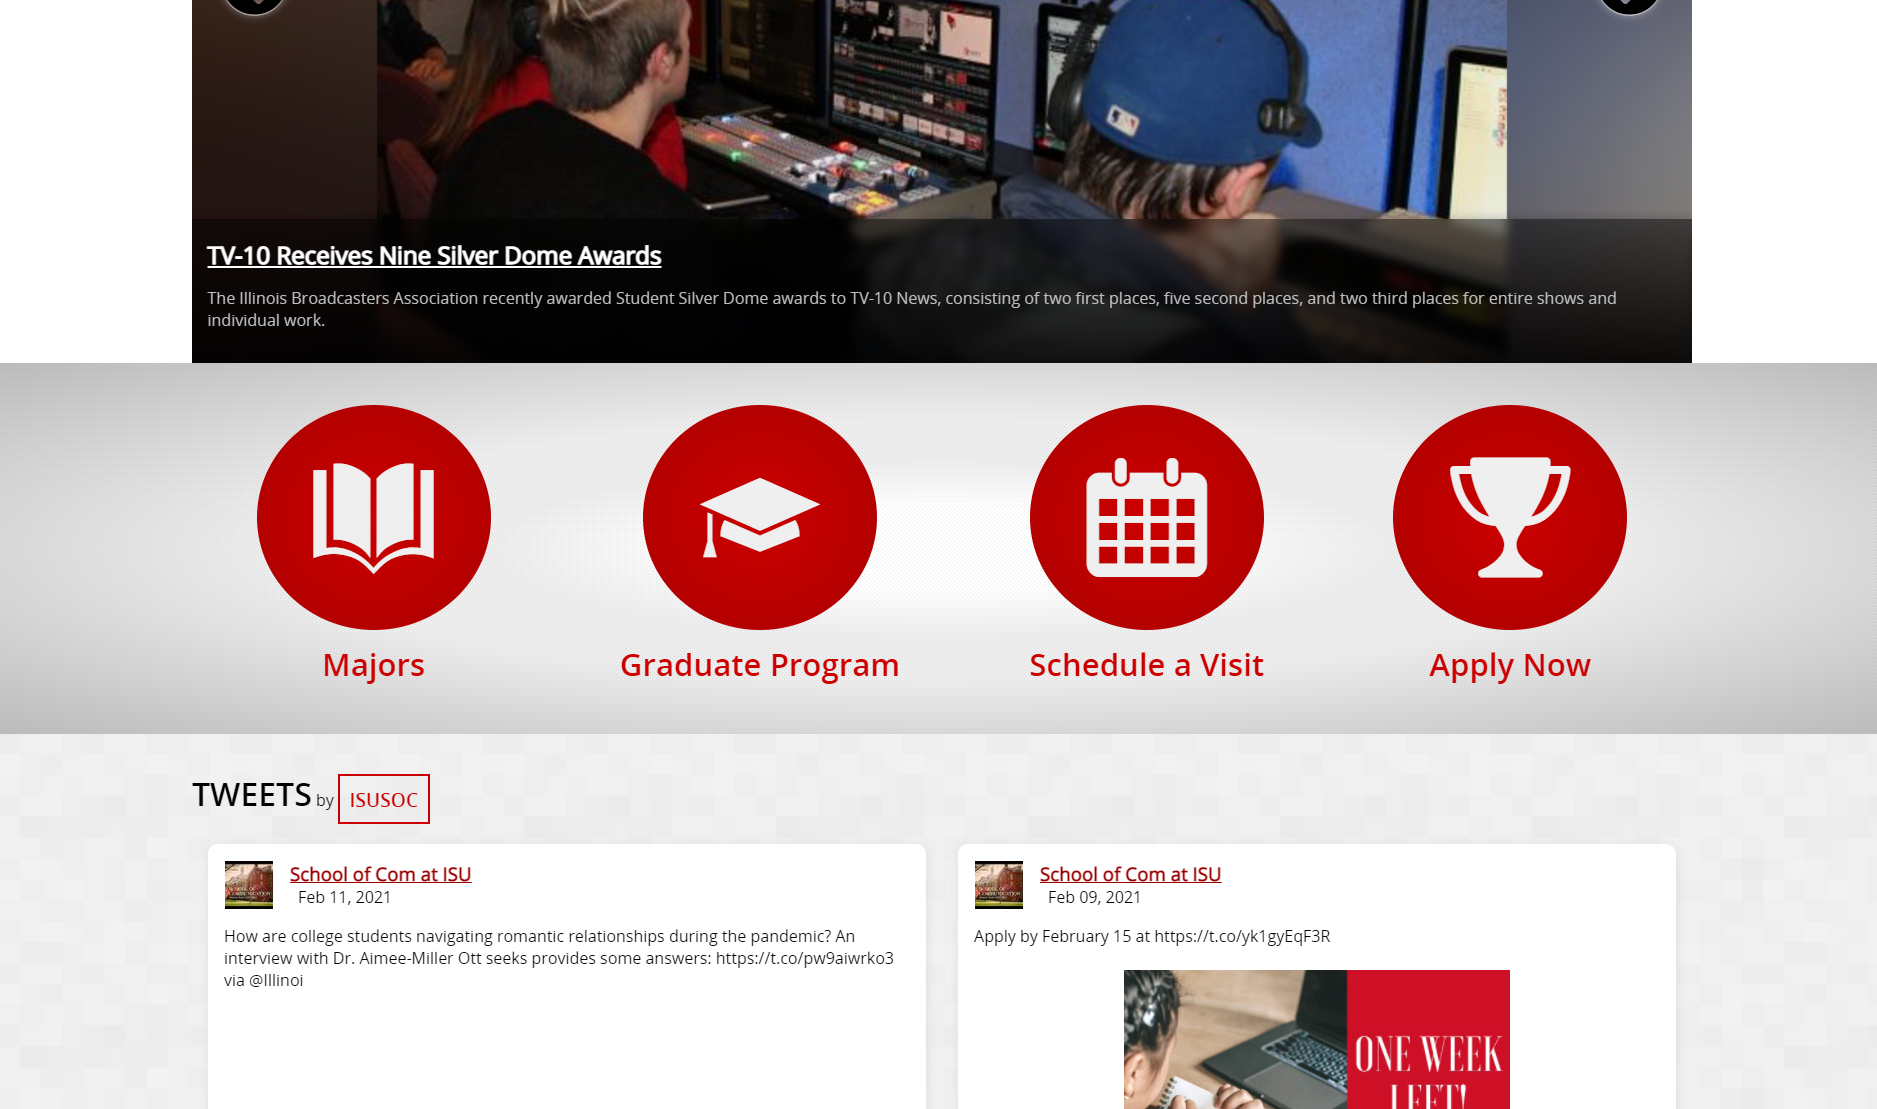 TV-10 Receives Nine Silver Dome Awards
The Illinois Broadcasters Association recently awarded Student Silver Dome awards to TV-10 News, consisting of two first places, five second places, and two third places for entire shows and
individual work.
Majors
Graduate Program
Schedule a Visit
Apply Now
TWEETS by ISUSOC
School of Com at ISU
Feb 11, 2021
How are college students navigating romantic relationships during the pandemic? An
interview with Dr. Aimee-Miller Ott seeks provides some answers: https://t.co/pw9aiwrko3
via @Illinoi
School of Com at ISU
Feb 09, 2021
Apply by February 15 at https://t.co/yk1gyEqF3R
ONE WEEK
LEFT!